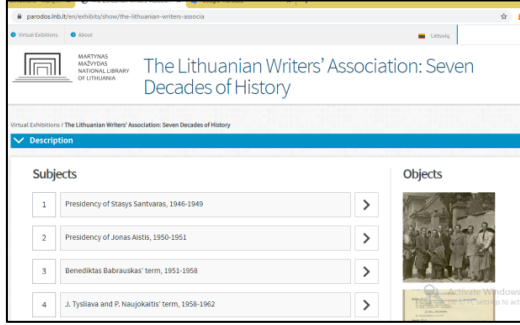 parodos.lnb.lt/en/exhibits/show/the-lithuanian-writers-associa
Virtual Exbitions
About
Lietuvių
MARTYNAS
MAŽVYDAS
NATIONAL LIBRARY
OF LITHUANIA
The Lithuanian Writers' Association: Seven
Decades of History
Virtual Exhibitions / The Lithuanian Writers' Association: Seven Decades of History
Description
Subjects
Objects
1 Presidency of Stasys Santvaras, 1946-1949
2 Presidency of Jonas Aistis, 1950-1951
3 Benediktas Babrauskas' term, 1951-1958
4 J. Tysliava and P. Naujokaitis' term, 1958-1962
Activate Windows